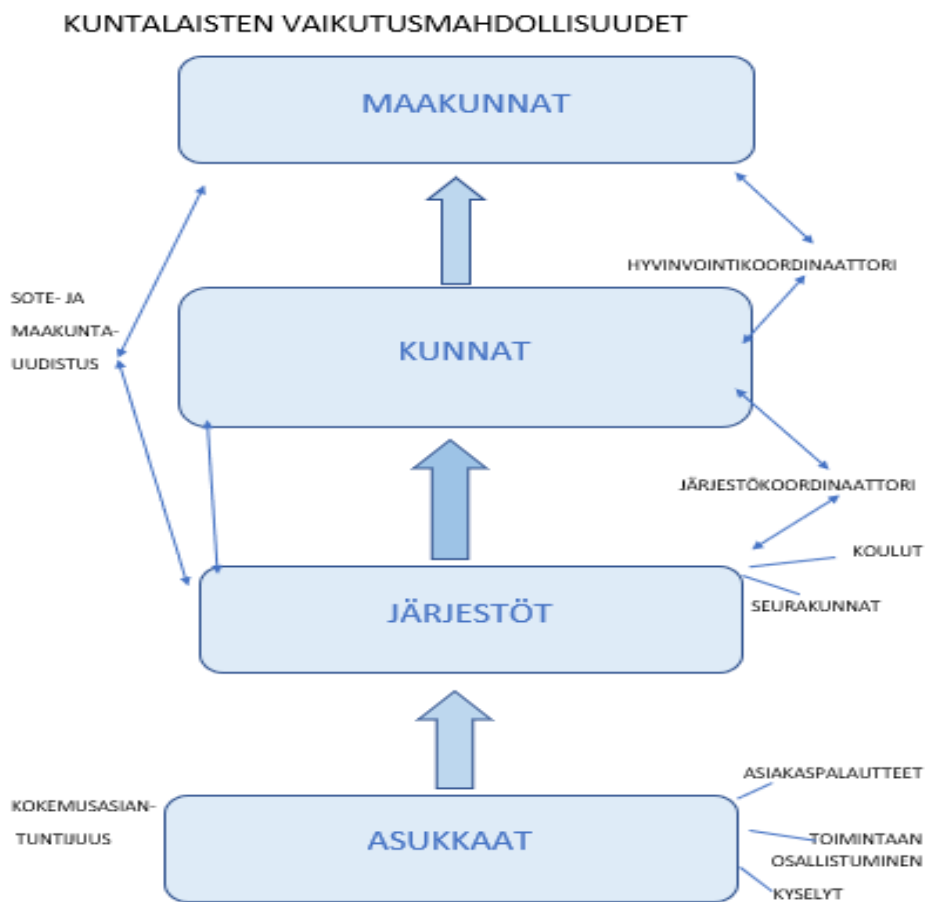 KUNTALAISTEN VAIKUTUSMAHDOLLISUUDET
MAAKUNNAT
HYVINVOINTIKOORDINAATTORI
SOTE- JA
MAAKUNTA-
UUDISTUS
KUNNAT
JÄRJESTÖKOORDINAATTORI
KOULUT
SEURAKUNNAT
JÄRJESTÖT
ASIAKASPALAUTTEET
KOKEMUSASIAN-
TUNTIJUUS
ASUKKAAT
TOIMINTAAN
OSALLISTUMINEN
KYSELYT